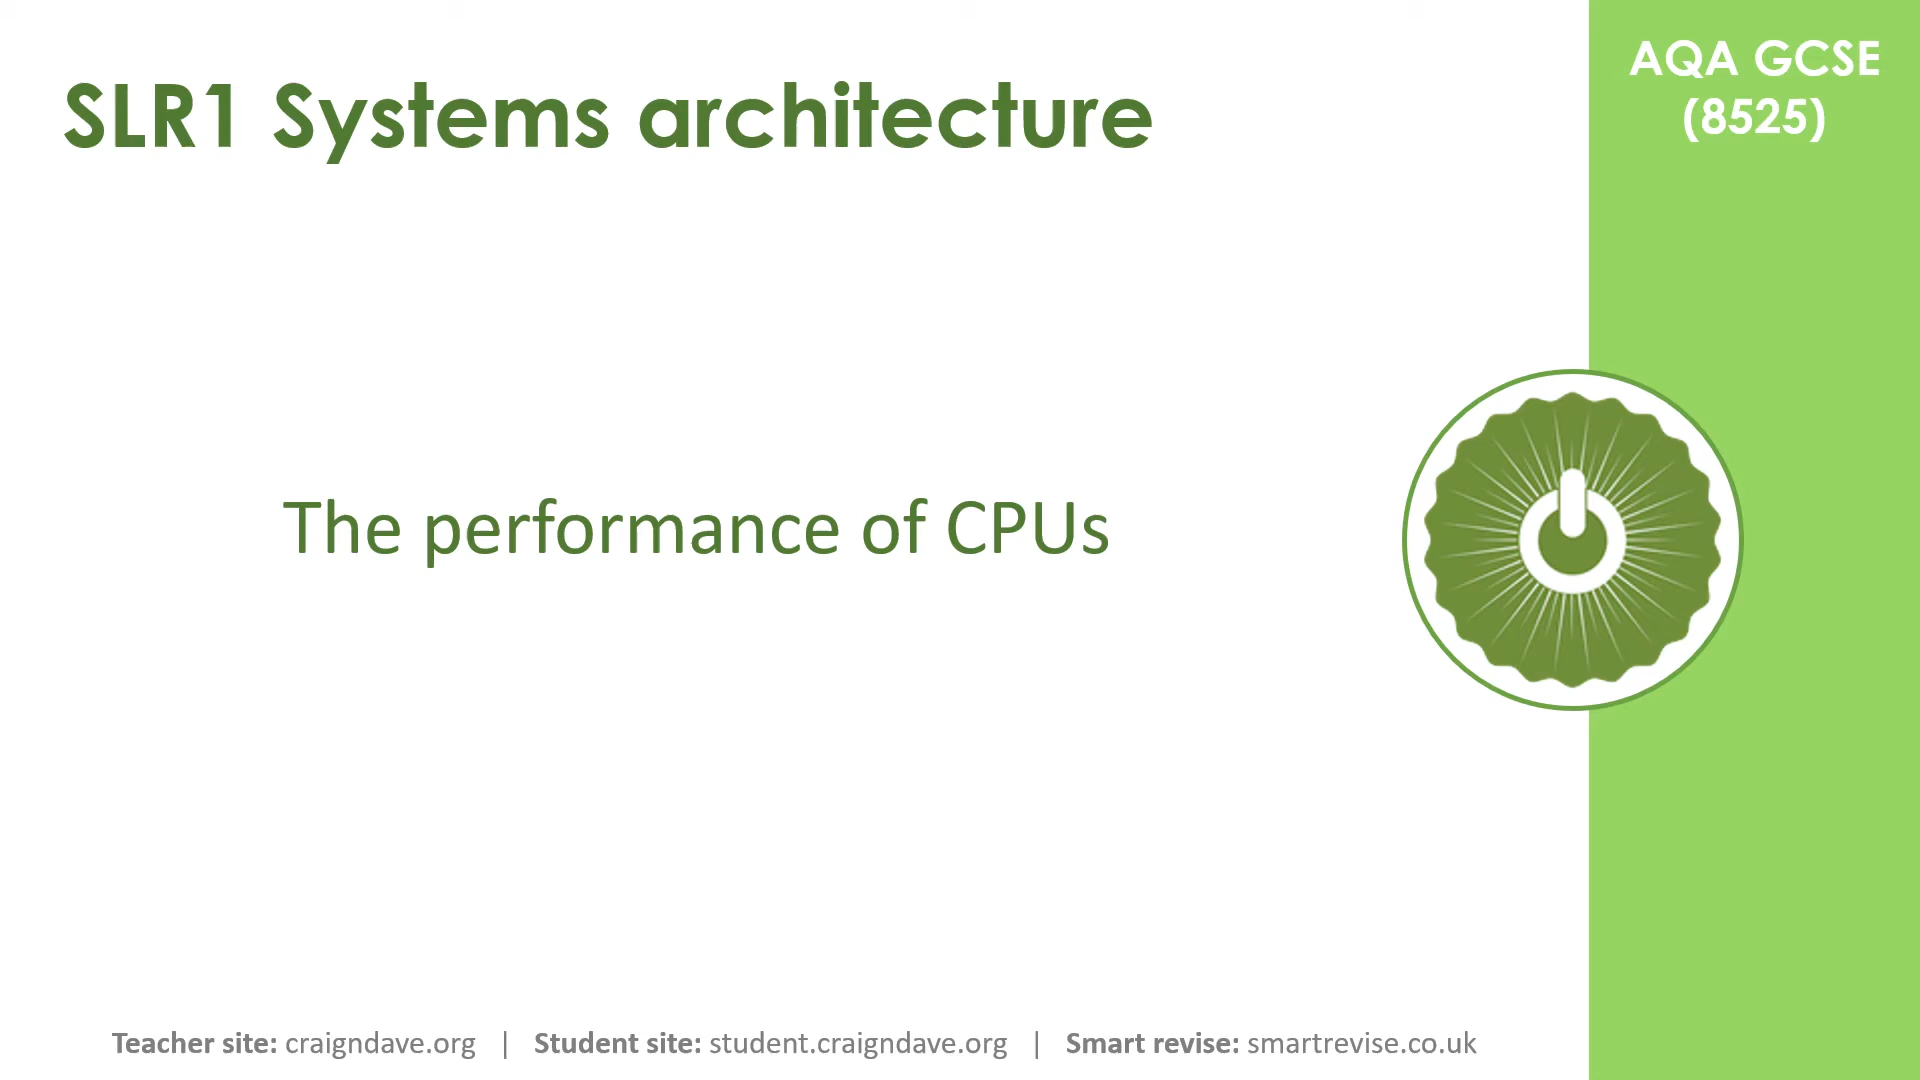 SLR1 Systems architecture
AQA GCSE
(8525)
The performance of CPUs
Teacher site: craigndave.org | Student site: student.craigndave.org | Smart revise: smartrevise.co.uk